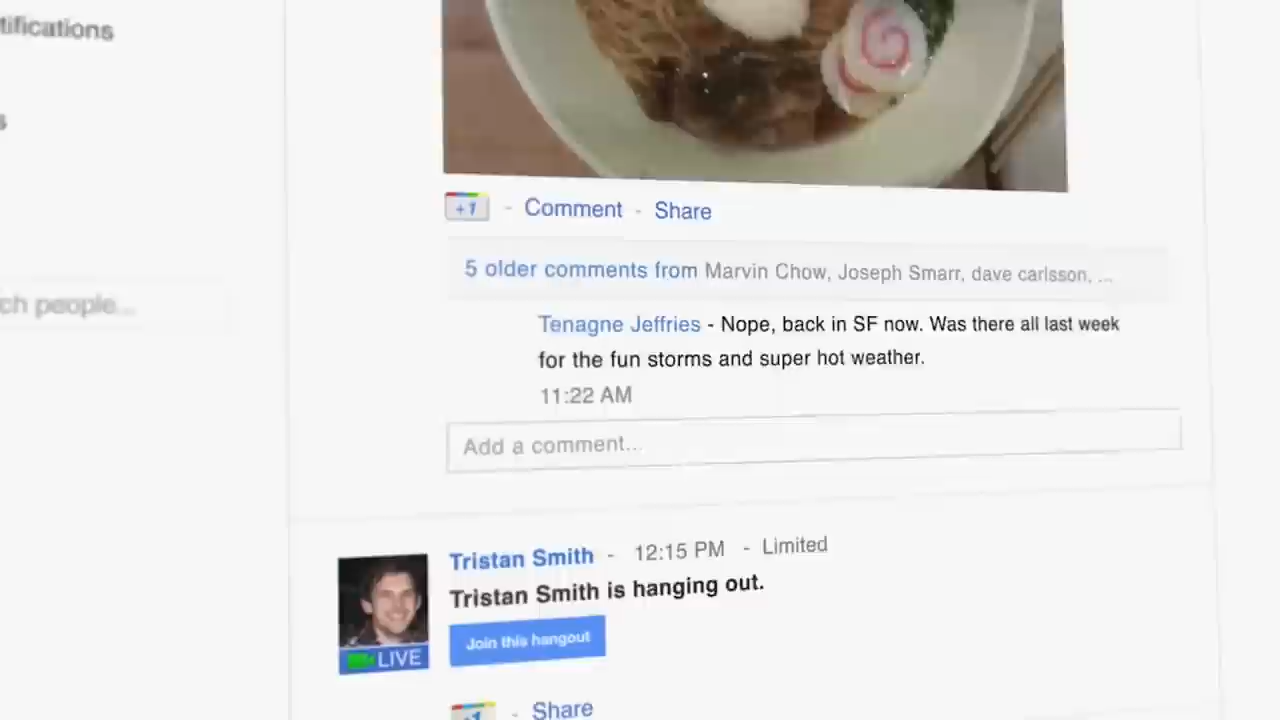 tifications
s
ch people...
+1 - Comment - Share
5 older comments from Marvin Chow, Joseph Smarr, dave carlsson, ...
Tenagne Jeffries - Nope, back in SF now. Was there all last week
for the fun storms and super hot weather.
11:22 AM
Add a comment...
Tristan Smith - 12:15 PM - Limited
Tristan Smith is hanging out.
Join this hangout
LIVE
+1 - Share